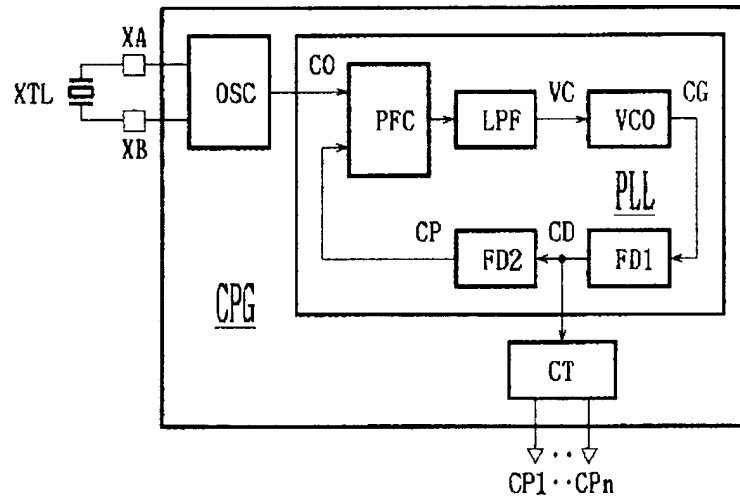 XA
XTL
XB
OSC
CO
PFC
LPF
VC
VCO
CG
PLL
CP
FD2
CD
FD1
CPG
CT
CP1··CPn